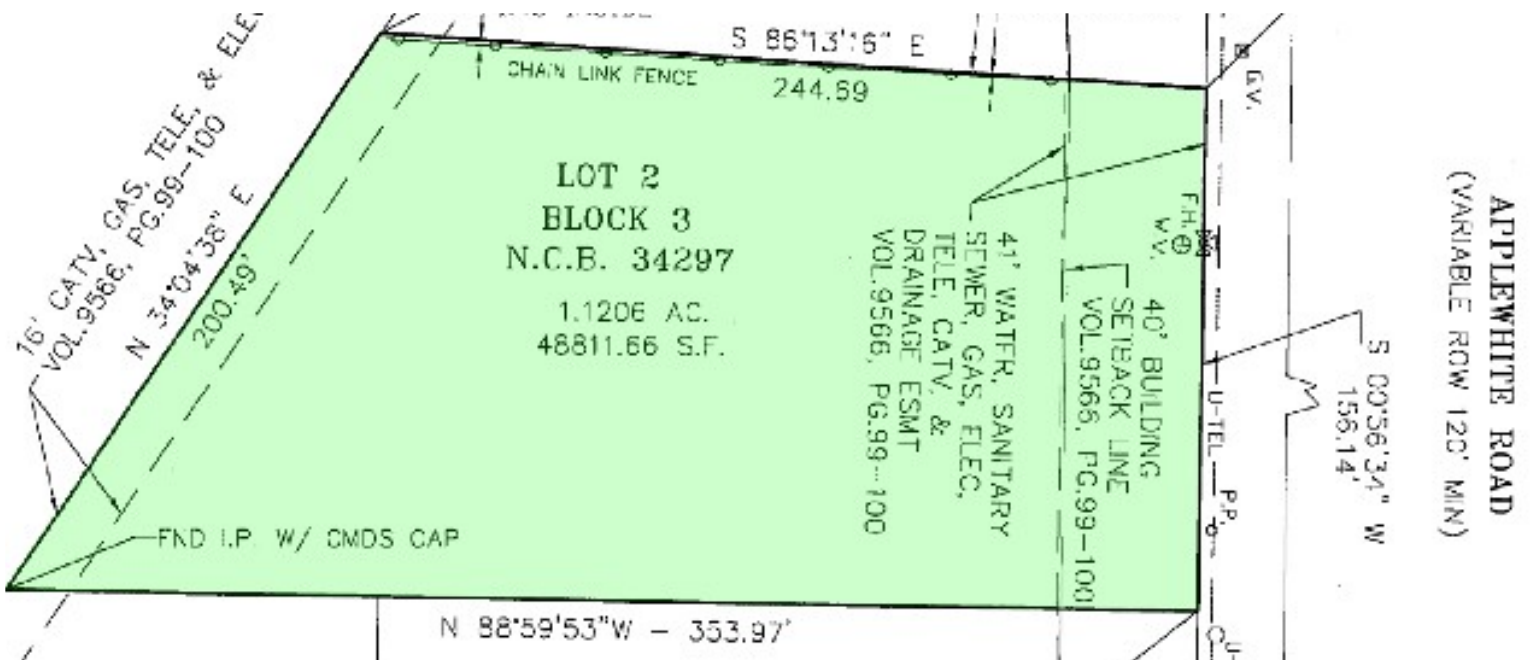 S 86°13'16" E
244.69
CHAIN LINK FENCE
G.V.
16' CATV, GAS, TELE, & ELEC
VOL.9566, PG.99-100
N 34°04'38" E
200.49'
LOT 2
BLOCK 3
N.C.B. 34297
1.1206 AC.
48811.66 S.F.
41' WATER, SANITARY
SEWER, GAS, ELEC,
TELE, CATV, &
DRAINAGE ESMT
VOL.9566, PG.99-100
40' BUILDING
SETBACK LINE
VOL.9566, PG.99-100
F.H.
W.V.
U-TEL
P.P.
S 00°56'34" W
156.14'
APPLEWHITE ROAD
(VARIABLE ROW 120' MIN)
FND I.P. W/ CMDS CAP
N 88°59'53"W - 353.97'
U-